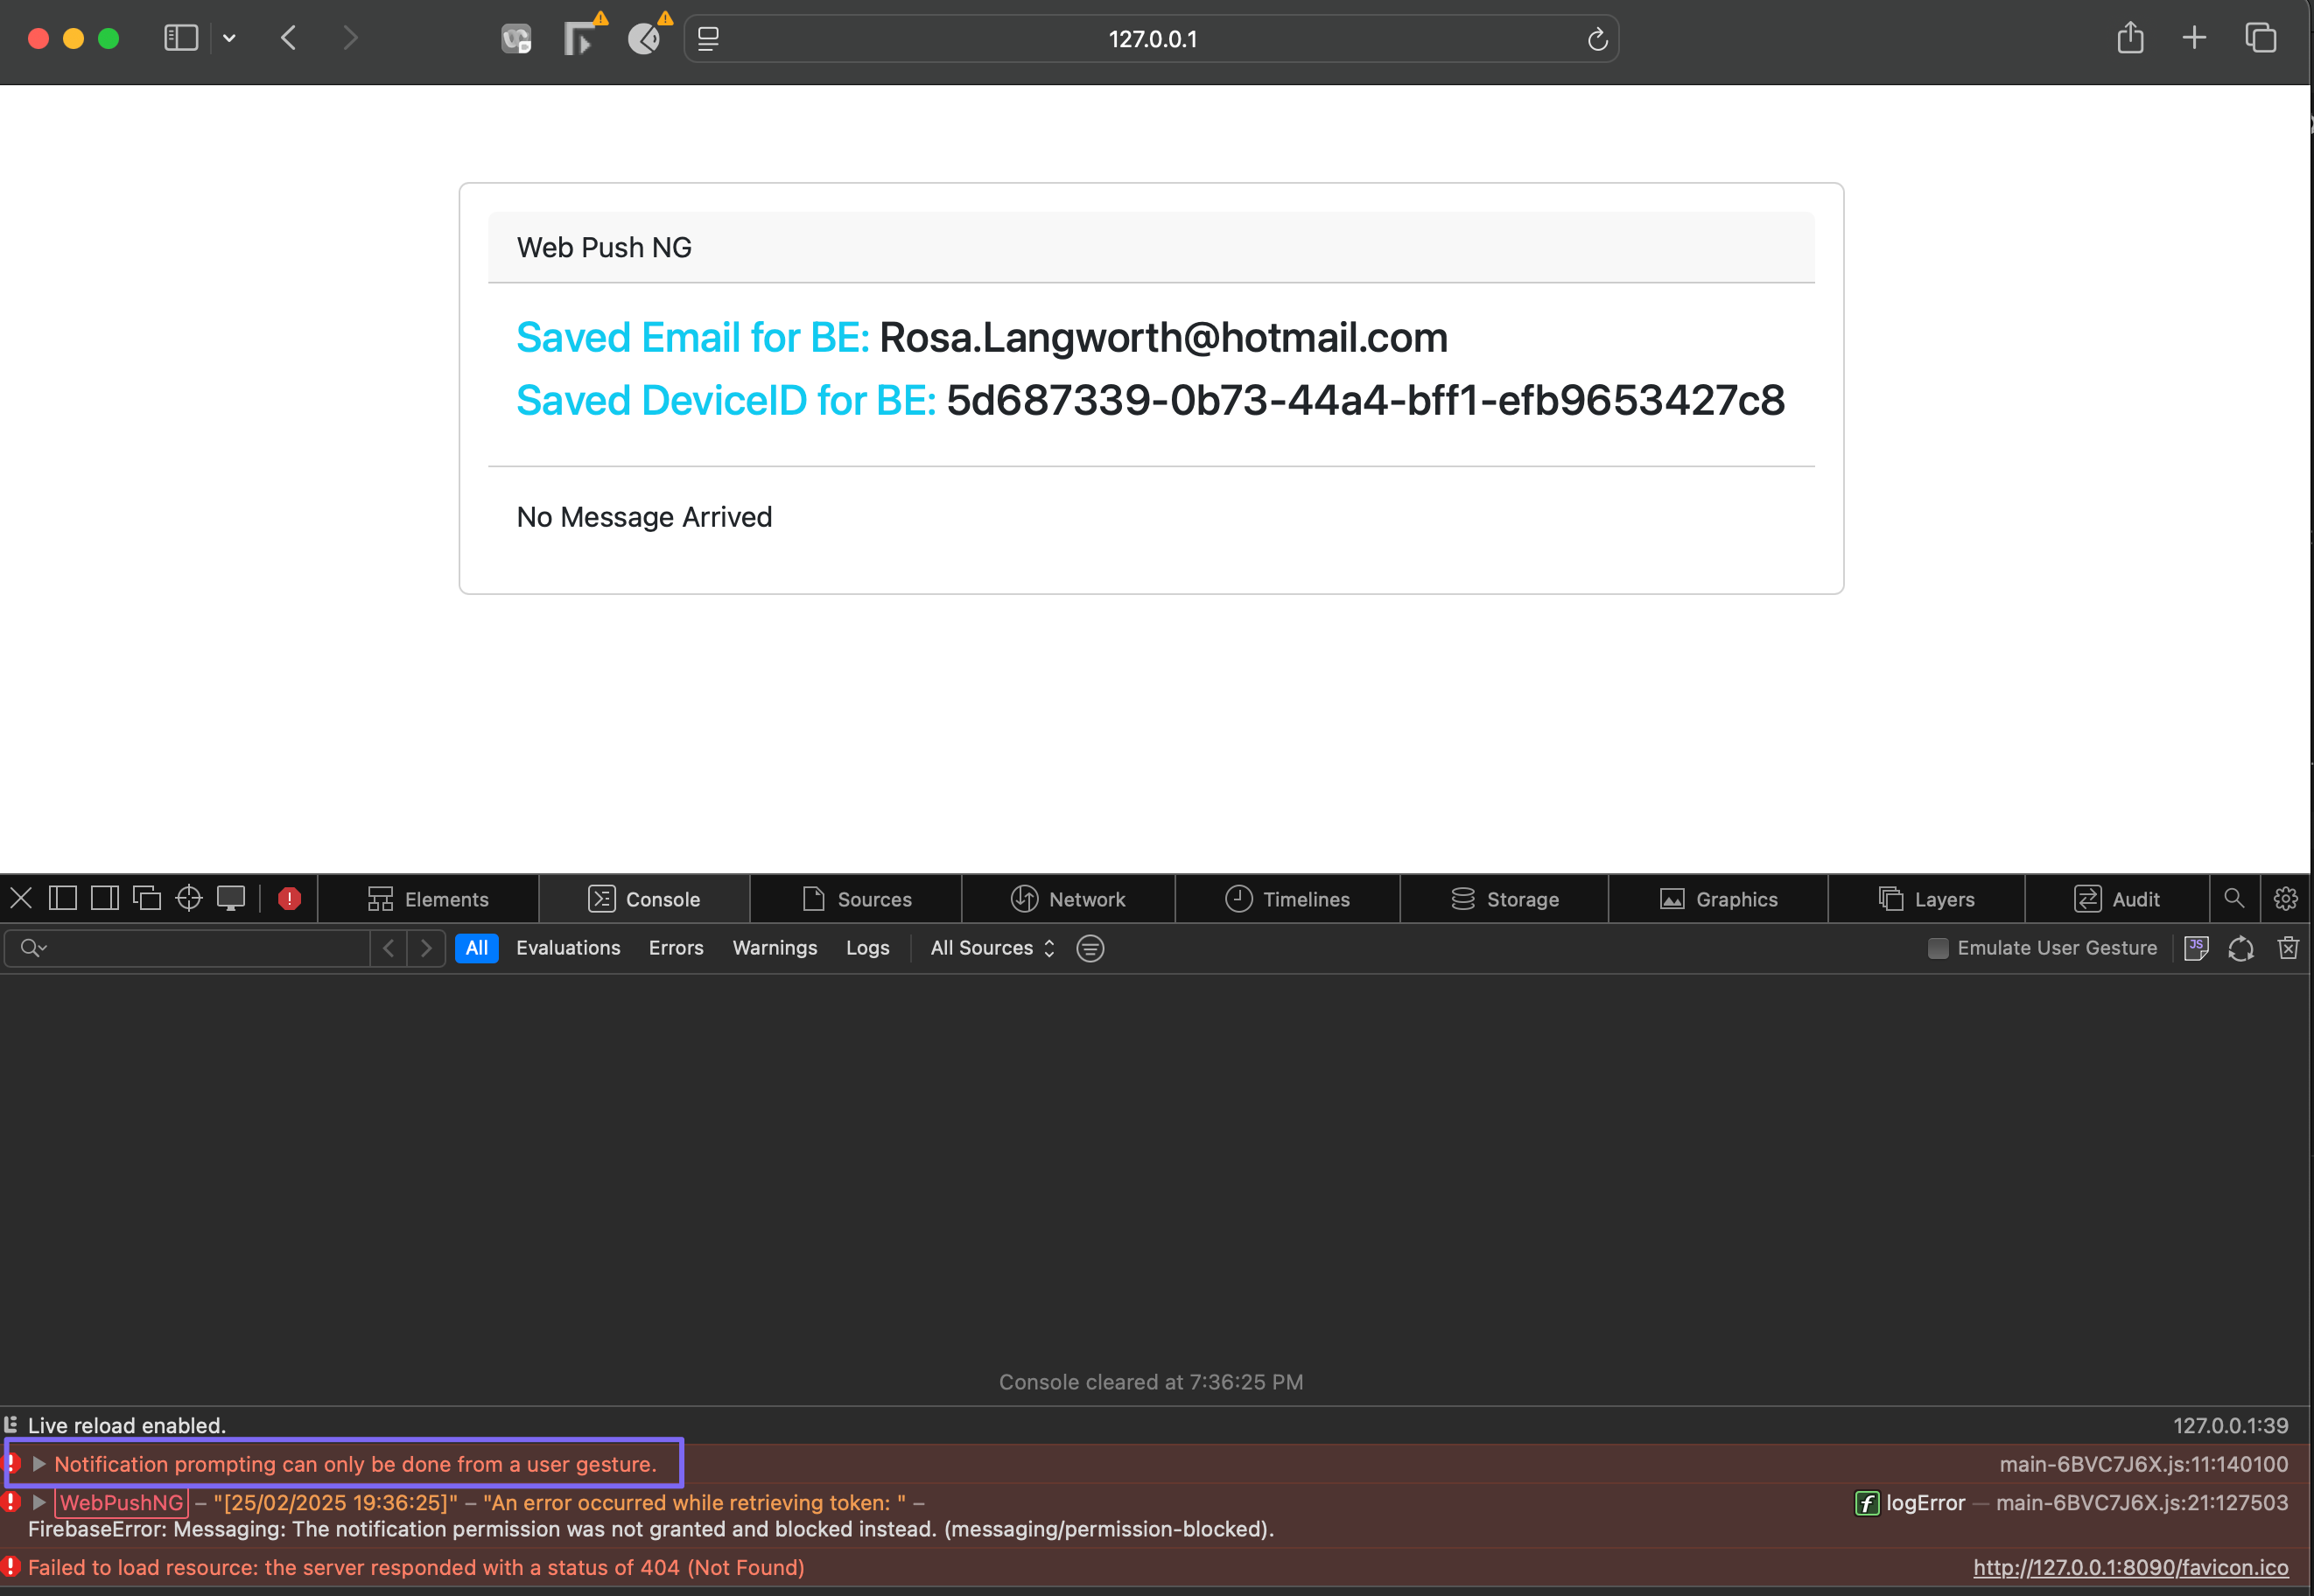 127.0.0.1
Web Push NG
Saved Email for BE: Rosa.Langworth@hotmail.com
Saved DeviceID for BE: 5d687339-0b73-44a4-bff1-efb9653427c8
No Message Arrived
Elements Console Sources Network Timelines Storage Graphics Layers Audit
All Evaluations Errors Warnings Logs All Sources Emulate User Gesture JS
Console cleared at 7:36:25 PM
Live reload enabled. 127.0.0.1:39
Notification prompting can only be done from a user gesture. main-6BVC7J6X.js:11:140100
WebPushNG – "[25/02/2025 19:36:25]" – "An error occurred while retrieving token: " – f logError — main-6BVC7J6X.js:21:127503
FirebaseError: Messaging: The notification permission was not granted and blocked instead. (messaging/permission-blocked).
Failed to load resource: the server responded with a status of 404 (Not Found) http://127.0.0.1:8090/favicon.ico